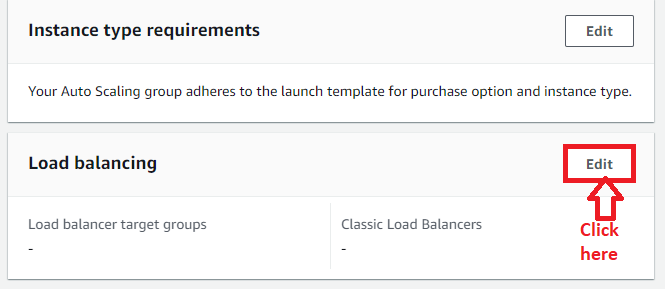 Instance type requirements
Edit
Your Auto Scaling group adheres to the launch template for purchase option and instance type.
Load balancing
Edit
Load balancer target groups
-
Classic Load Balancers
-
Click
here